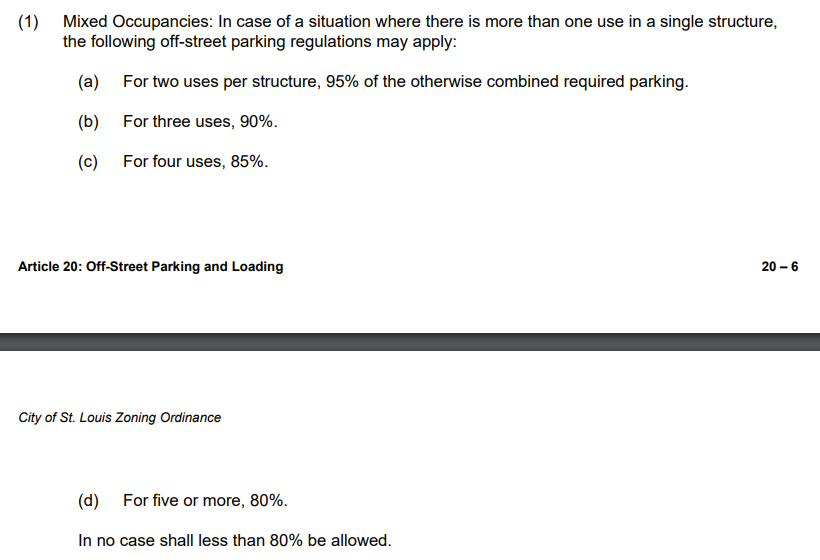 (1) Mixed Occupancies: In case of a situation where there is more than one use in a single structure,
the following off-street parking regulations may apply:
(a) For two uses per structure, 95% of the otherwise combined required parking.
(b) For three uses, 90%.
(c) For four uses, 85%.
Article 20: Off-Street Parking and Loading 20 – 6
City of St. Louis Zoning Ordinance
(d) For five or more, 80%.
In no case shall less than 80% be allowed.